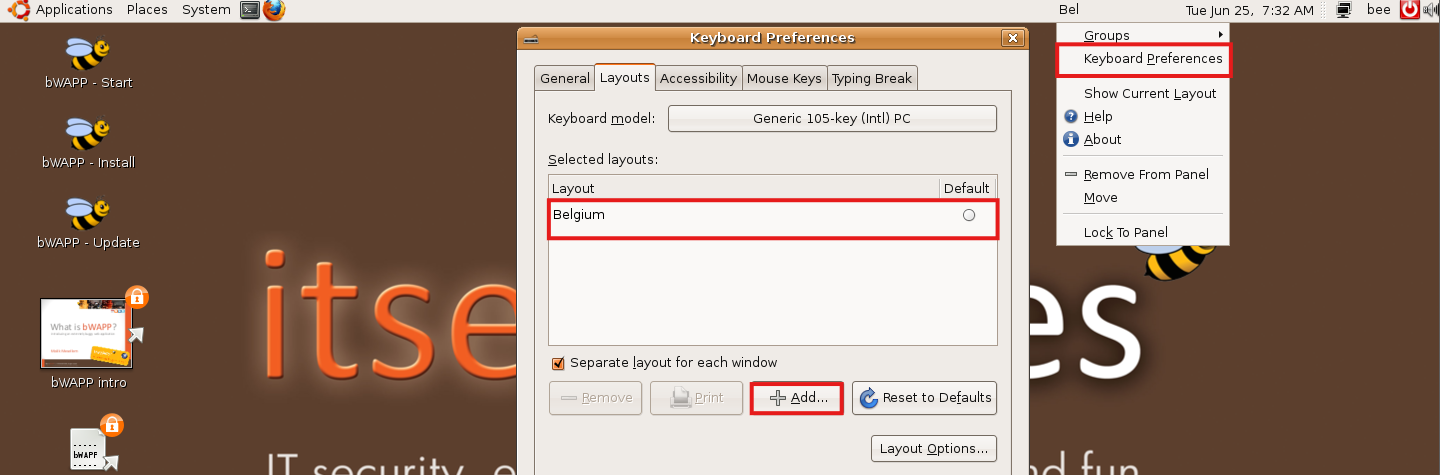 Applications Places System
Bel
Tue Jun 25, 7:32 AM
bee
bWAPP - Start
bWAPP - Install
bWAPP - Update
What is bWAPP?
bWAPP intro
bWAPP
Keyboard Preferences
General Layouts Accessibility Mouse Keys Typing Break
Keyboard model: Generic 105-key (Intl) PC
Selected layouts:
Layout Default
Belgium
Separate layout for each window
Remove Print Add... Reset to Defaults
Layout Options...
Groups
Keyboard Preferences
Show Current Layout
Help
About
Remove From Panel
Move
Lock To Panel
itse
es
IT security,
nd fun